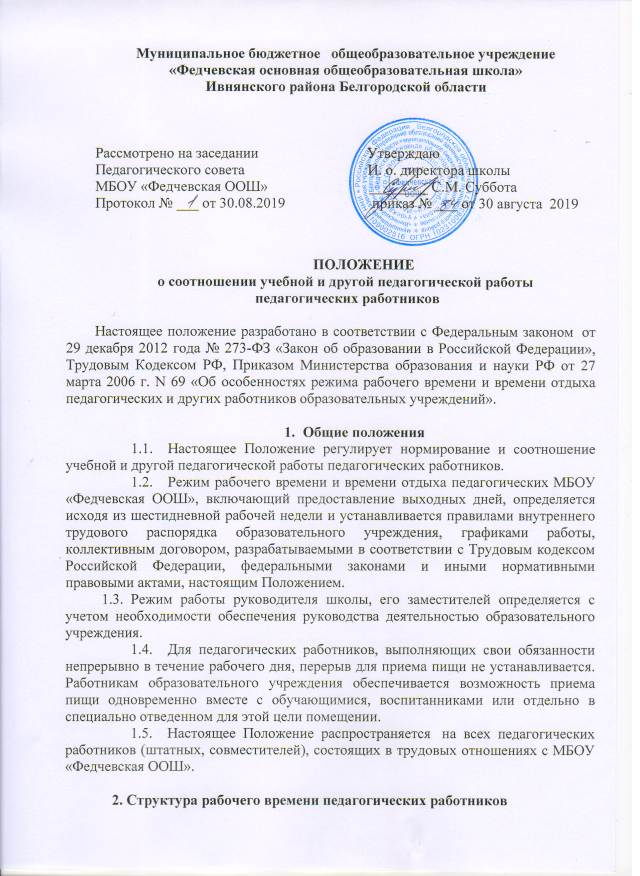 Муниципальное бюджетное общеобразовательное учреждение
«Федчевская основная общеобразовательная школа»
Ивнянского района Белгородской области
Рассмотрено на заседании
Педагогического совета
МБОУ «Федчевская ООШ»
Протокол № 1 от 30.08.2019
Утверждаю
И. о. директора школы
С.М. Суббота
приказ № от 30 августа 2019
ПОЛОЖЕНИЕ
о соотношении учебной и другой педагогической работы
педагогических работников
Настоящее положение разработано в соответствии с Федеральным законом от
29 декабря 2012 года № 273-ФЗ «Закон об образовании в Российской Федерации»,
Трудовым Кодексом РФ, Приказом Министерства образования и науки РФ от 27
марта 2006 г. N 69 «Об особенностях режима рабочего времени и времени отдыха
педагогических и других работников образовательных учреждений».
1. Общие положения
1.1. Настоящее Положение регулирует нормирование и соотношение
учебной и другой педагогической работы педагогических работников.
1.2. Режим рабочего времени и времени отдыха педагогических МБОУ
«Федчевская ООШ», включающий предоставление выходных дней, определяется
исходя из шестидневной рабочей недели и устанавливается правилами внутреннего
трудового распорядка образовательного учреждения, графиками работы,
коллективным договором, разрабатываемыми в соответствии с Трудовым кодексом
Российской Федерации, федеральными законами и иными нормативными
правовыми актами, настоящим Положением.
1.3. Режим работы руководителя школы, его заместителей определяется с
учетом необходимости обеспечения руководства деятельностью образовательного
учреждения.
1.4. Для педагогических работников, выполняющих свои обязанности
непрерывно в течение рабочего дня, перерыв для приема пищи не устанавливается.
Работникам образовательного учреждения обеспечивается возможность приема
пищи одновременно вместе с обучающимися, воспитанниками или отдельно в
специально отведенном для этой цели помещении.
1.5. Настоящее Положение распространяется на всех педагогических
работников (штатных, совместителей), состоящих в трудовых отношениях с МБОУ
«Федчевская ООШ».
2. Структура рабочего времени педагогических работников